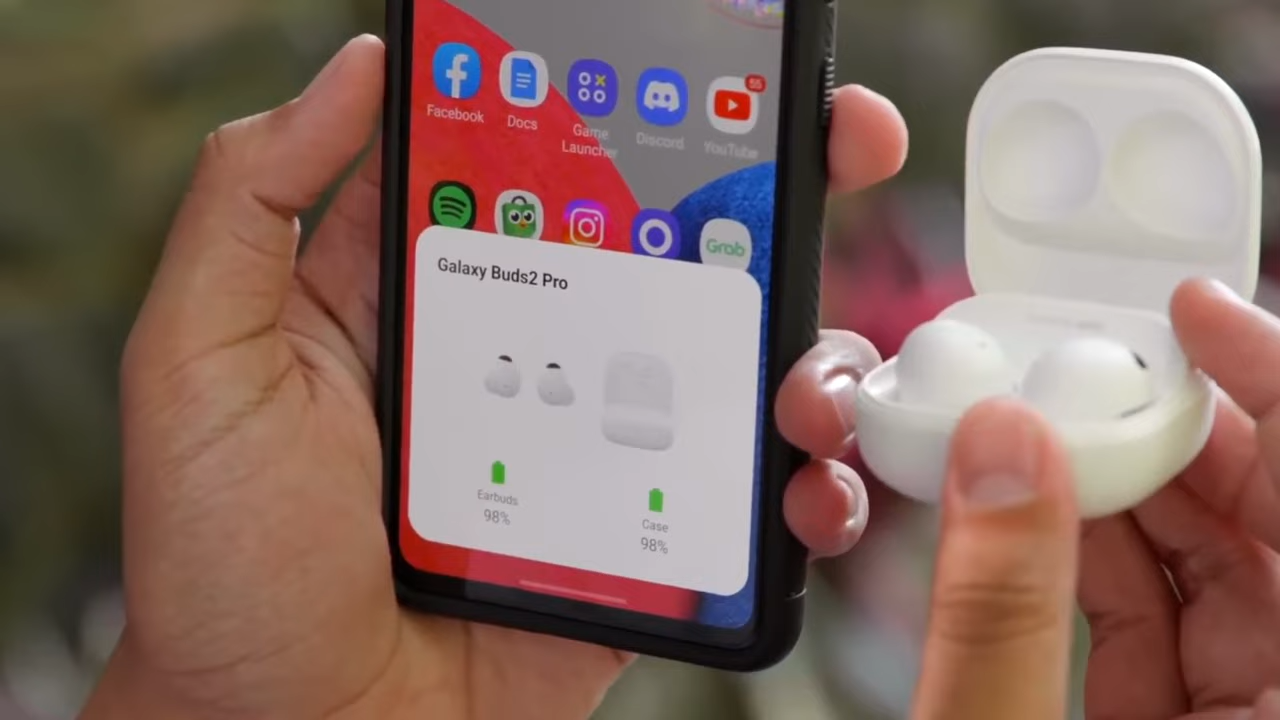 55
Facebook
Docs
Game
Launcher
Discord
YouTube
Grab
Galaxy Buds2 Pro
Earbuds
98%
Case
98%